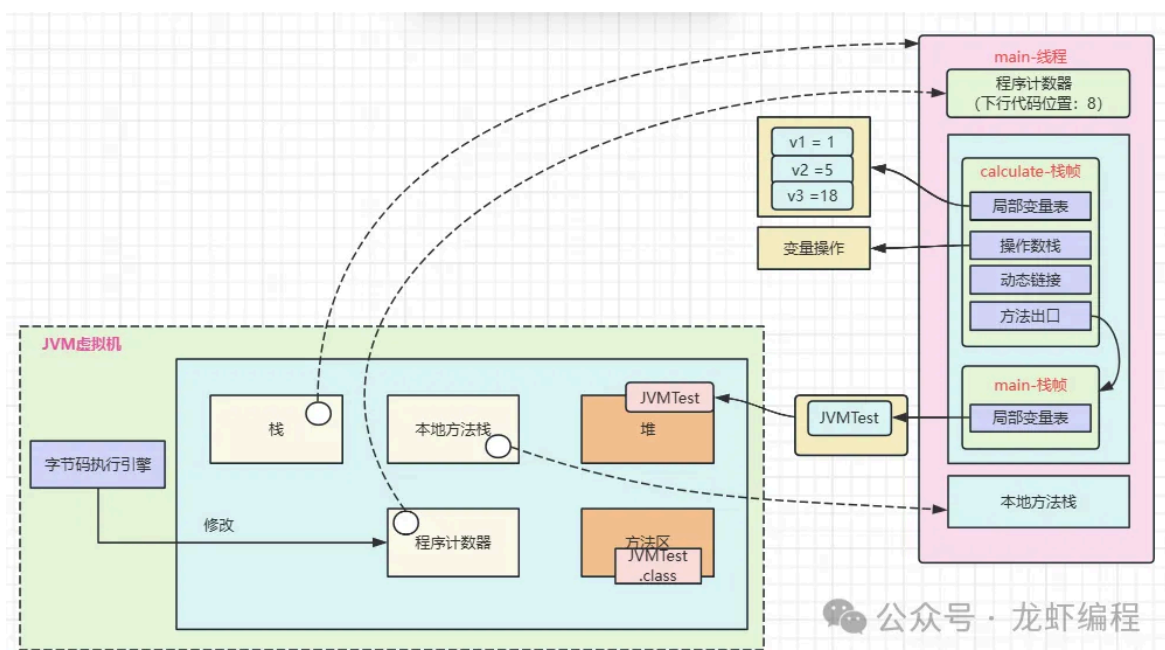 main-线程
程序计数器
(下行代码位置：8)
v1 = 1
v2 =5
v3 =18
变量操作
calculate-栈帧
局部变量表
操作数栈
动态链接
方法出口
main-栈帧
局部变量表
本地方法栈
JVM虚拟机
字节码执行引擎
修改
栈
本地方法栈
程序计数器
JVMTest
堆
方法区
JVMTest
.class
JVMTest
公众号 · 龙虾编程